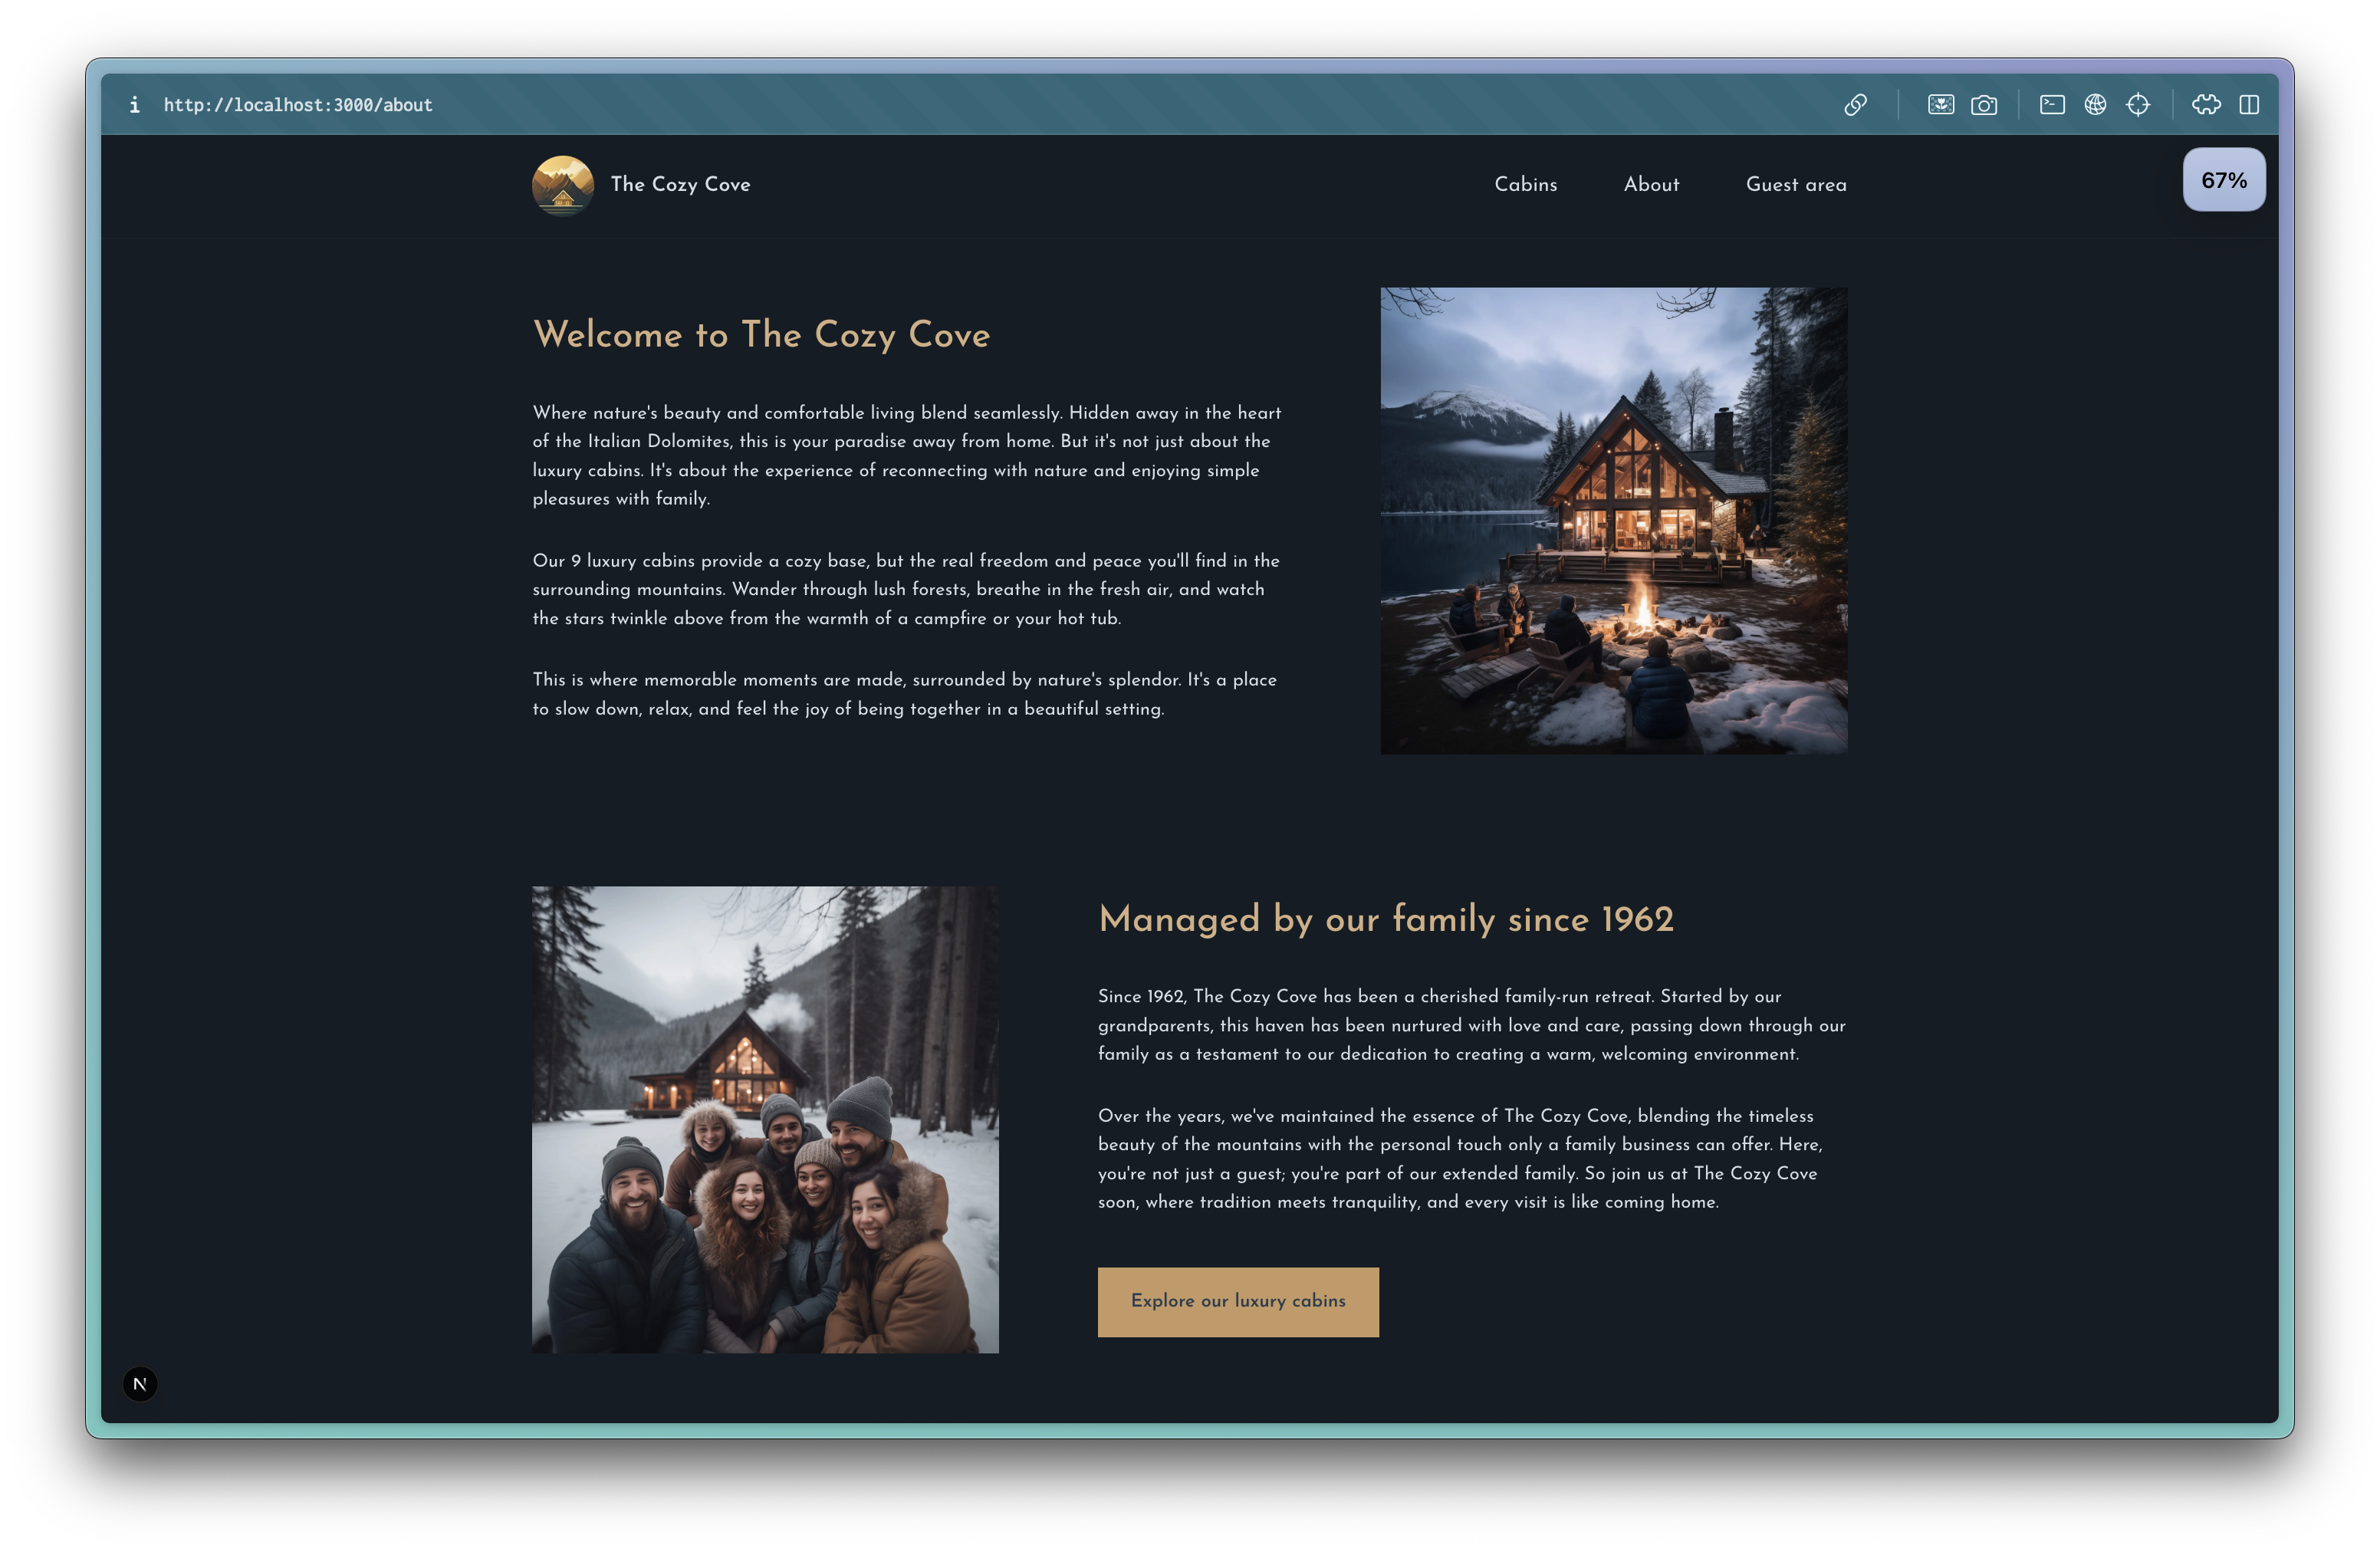 http://localhost:3000/about
The Cozy Cove
Cabins
About
Guest area
67%
Welcome to The Cozy Cove
Where nature's beauty and comfortable living blend seamlessly. Hidden away in the heart
of the Italian Dolomites, this is your paradise away from home. But it's not just about the
luxury cabins. It's about the experience of reconnecting with nature and enjoying simple
pleasures with family.
Our 9 luxury cabins provide a cozy base, but the real freedom and peace you'll find in the
surrounding mountains. Wander through lush forests, breathe in the fresh air, and watch
the stars twinkle above from the warmth of a campfire or your hot tub.
This is where memorable moments are made, surrounded by nature's splendor. It's a place
to slow down, relax, and feel the joy of being together in a beautiful setting.
Managed by our family since 1962
Since 1962, The Cozy Cove has been a cherished family-run retreat. Started by our
grandparents, this haven has been nurtured with love and care, passing down through our
family as a testament to our dedication to creating a warm, welcoming environment.
Over the years, we've maintained the essence of The Cozy Cove, blending the timeless
beauty of the mountains with the personal touch only a family business can offer. Here,
you're not just a guest; you're part of our extended family. So join us at The Cozy Cove
soon, where tradition meets tranquility, and every visit is like coming home.
Explore our luxury cabins
N